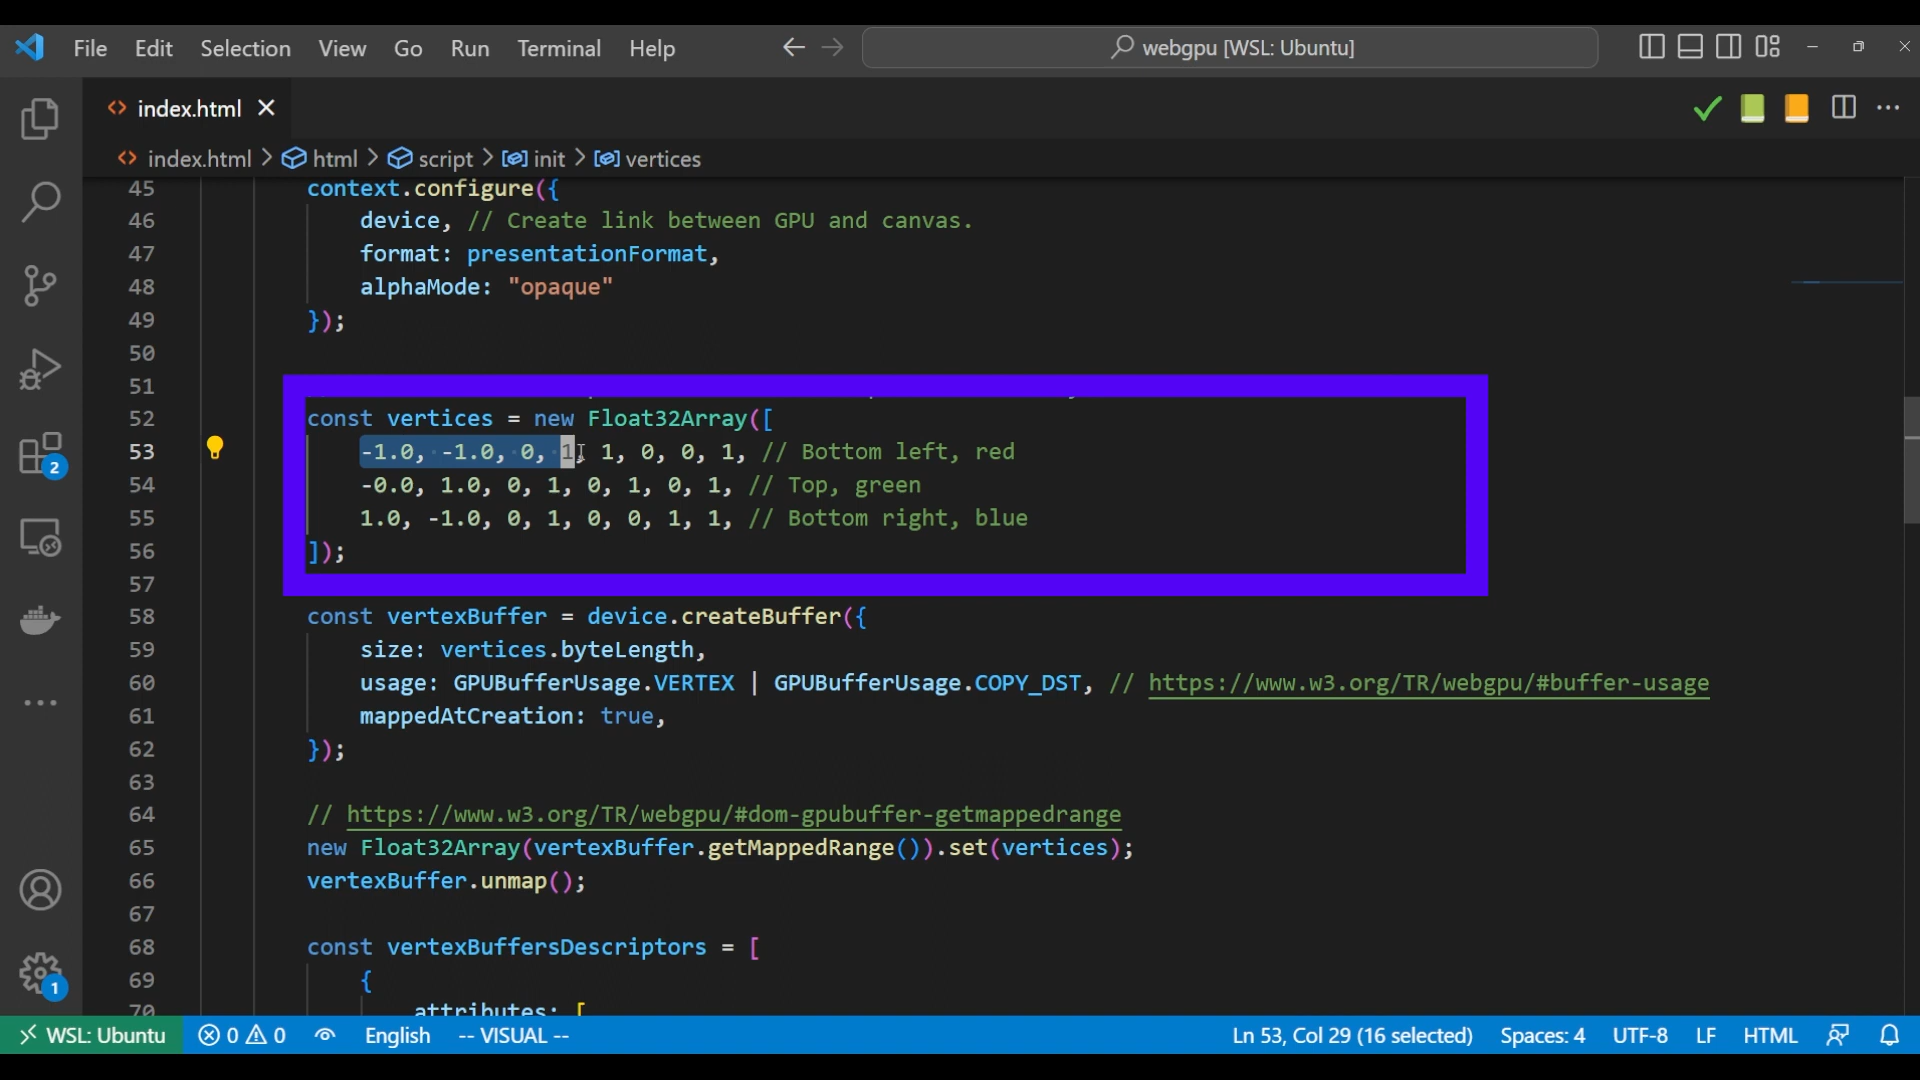 File Edit Selection View Go Run Terminal Help
webgpu [WSL: Ubuntu]
index.html
index.html > html > script > init > vertices
45 context.configure({
46 device, // Create link between GPU and canvas.
47 format: presentationFormat,
48 alphaMode: "opaque"
49 });
50
51
52 const vertices = new Float32Array([
53 -1.0, -1.0, 0, 1, 1, 0, 0, 1, // Bottom left, red
54 -0.0, 1.0, 0, 1, 0, 1, 0, 1, // Top, green
55 1.0, -1.0, 0, 1, 0, 0, 1, 1, // Bottom right, blue
56 ]);
57
58 const vertexBuffer = device.createBuffer({
59 size: vertices.byteLength,
60 usage: GPUBufferUsage.VERTEX | GPUBufferUsage.COPY_DST, // https://www.w3.org/TR/webgpu/#buffer-usage
61 mappedAtCreation: true,
62 });
63
64 // https://www.w3.org/TR/webgpu/#dom-gpubuffer-getmappedrange
65 new Float32Array(vertexBuffer.getMappedRange()).set(vertices);
66 vertexBuffer.unmap();
67
68 const vertexBuffersDescriptors = [
69 {
70 attributes: [
2
1
WSL: Ubuntu 0 0 English -- VISUAL -- Ln 53, Col 29 (16 selected) Spaces: 4 UTF-8 LF HTML